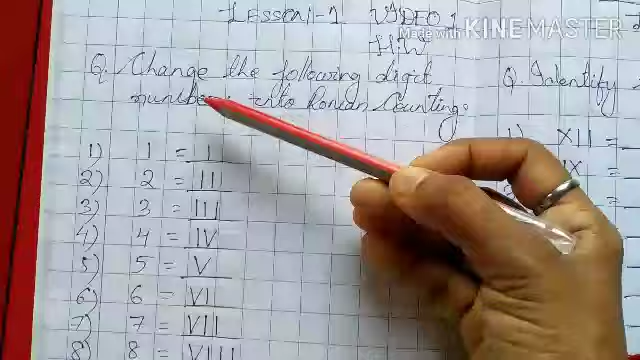 LESSON-1 VIDEO 1
H.W
Made with KINEMASTER
Q. Change the following digit
numbers into Roman Counting.
1) 1 = I
2) 2 = II
3) 3 = III
4) 4 = IV
5) 5 = V
6) 6 = VI
7) 7 = VII
8) 8 = VIII
Q. Identify
1) XII =
IX =
=